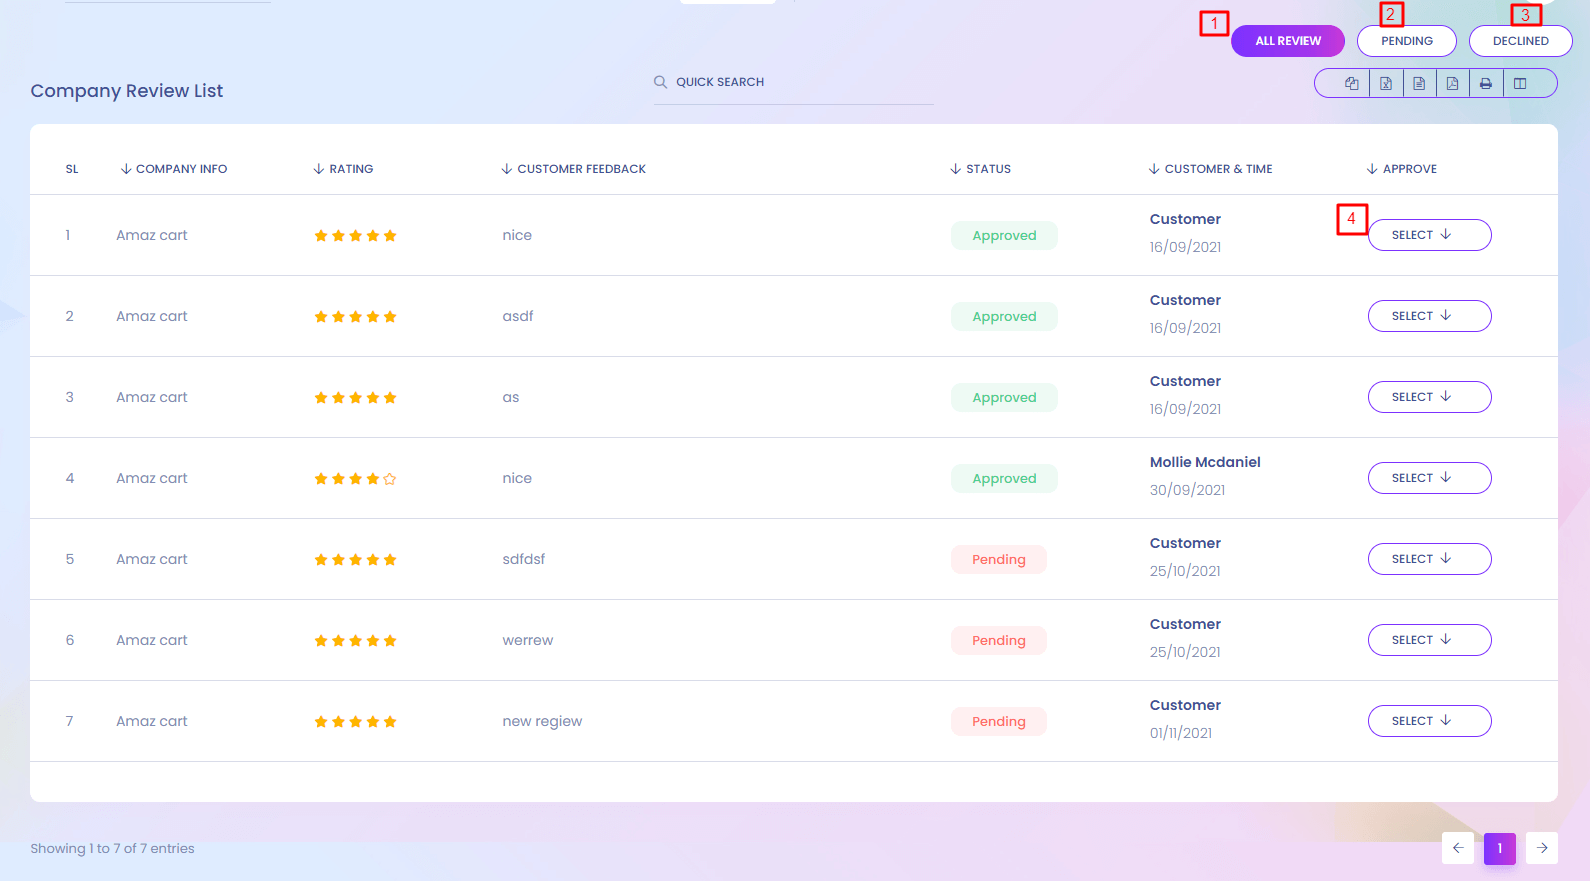 1 ALL REVIEW 2 PENDING 3 DECLINED
Company Review List
QUICK SEARCH
SL COMPANY INFO RATING CUSTOMER FEEDBACK STATUS CUSTOMER & TIME APPROVE
1 Amaz cart nice Approved Customer 4 SELECT
16/09/2021
2 Amaz cart asdf Approved Customer SELECT
16/09/2021
3 Amaz cart as Approved Customer SELECT
16/09/2021
4 Amaz cart nice Approved Mollie Mcdaniel SELECT
30/09/2021
5 Amaz cart sdfdsf Pending Customer SELECT
25/10/2021
6 Amaz cart werrew Pending Customer SELECT
25/10/2021
7 Amaz cart new regiew Pending Customer SELECT
01/11/2021
Showing 1 to 7 of 7 entries 1